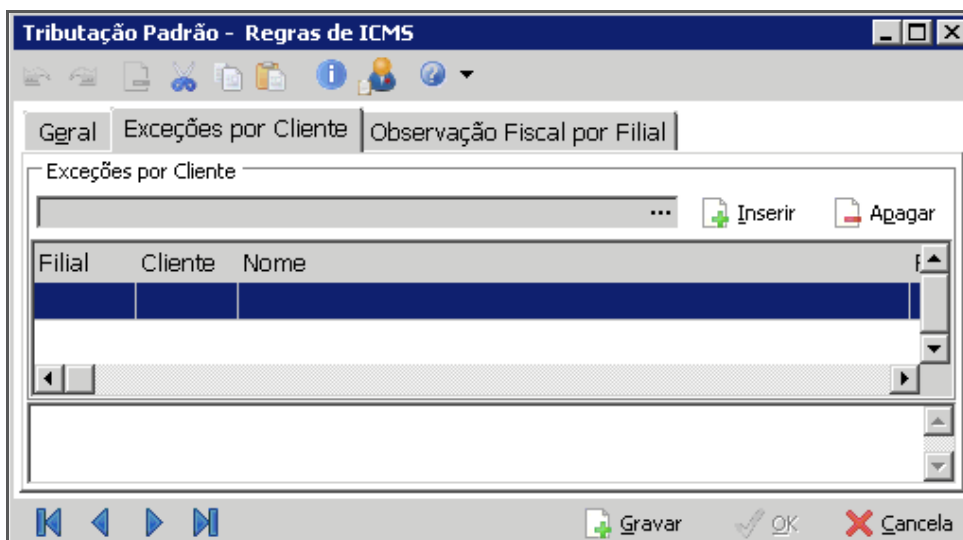 Tributação Padrão - Regras de ICMS
Geral Exceções por Cliente Observação Fiscal por Filial
Exceções por Cliente
... Inserir Apagar
Filial Cliente Nome
Gravar OK Cancela